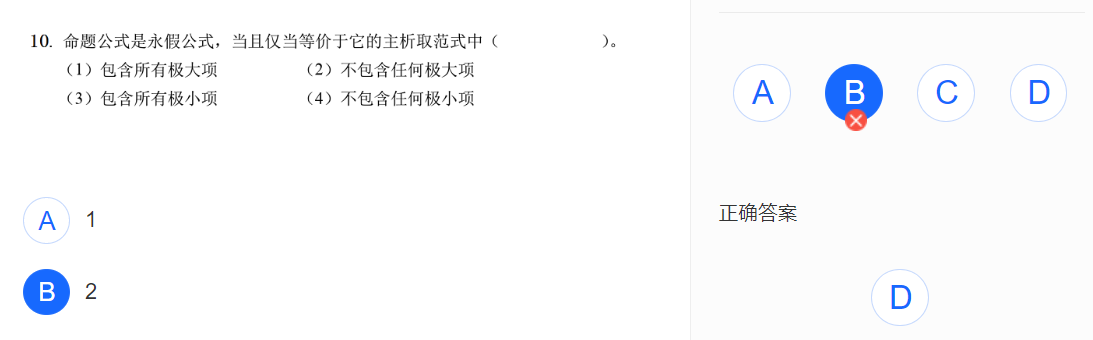 10. 命题公式是永假公式，当且仅当等价于它的主析取范式中（ ）。
（1）包含所有极大项 （2）不包含任何极大项
（3）包含所有极小项 （4）不包含任何极小项
A 1
B 2
A B C D
正确答案
D